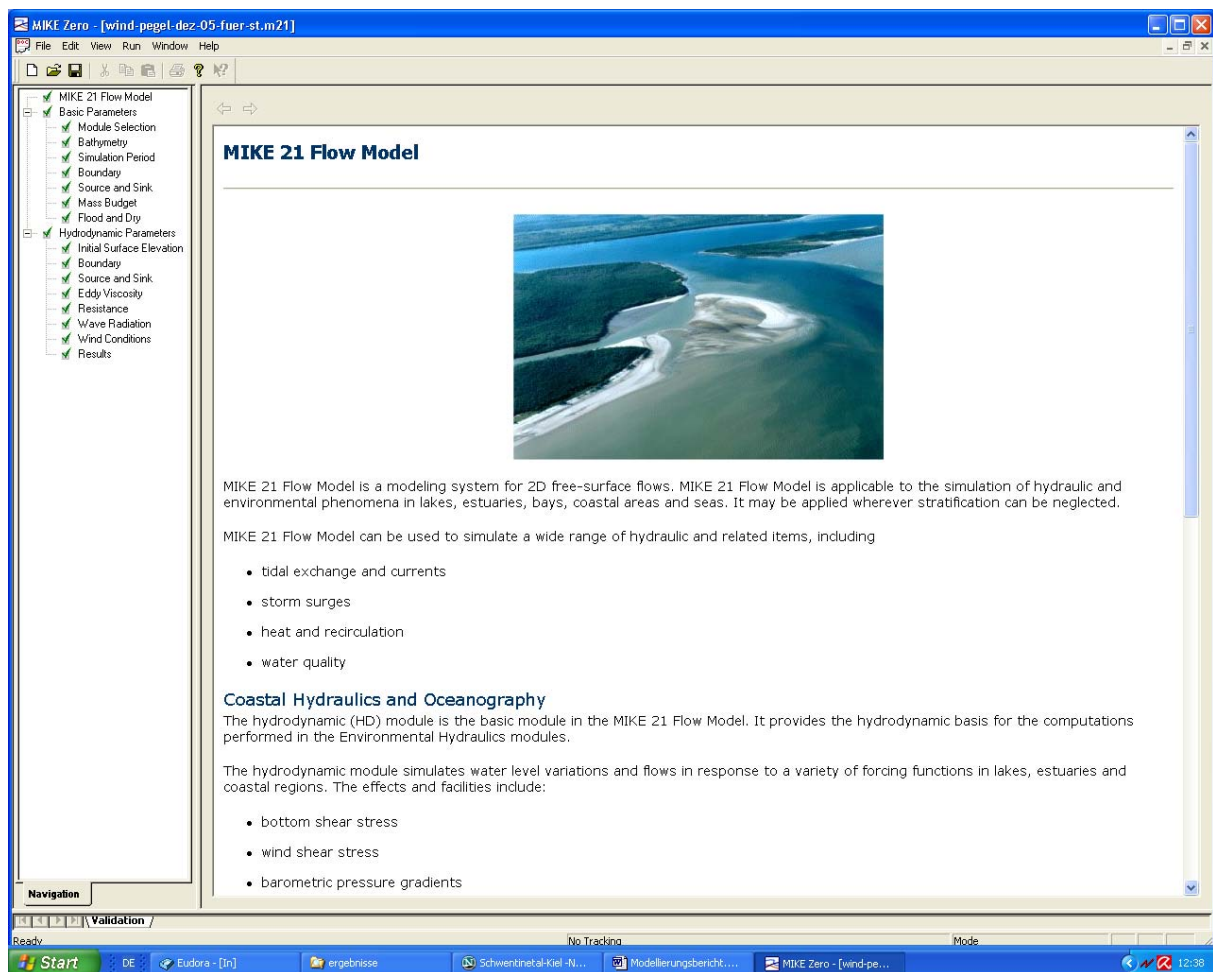 MIKE Zero - [wind-pegel-dez-05-fuer-st.m21]
File Edit View Run Window Help
MIKE 21 Flow Model
Basic Parameters
Module Selection
Bathymetry
Simulation Period
Boundary
Source and Sink
Mass Budget
Flood and Dry
Hydrodynamic Parameters
Initial Surface Elevation
Boundary
Source and Sink
Eddy Viscosity
Resistance
Wave Radiation
Wind Conditions
Results
Navigation
MIKE 21 Flow Model
MIKE 21 Flow Model is a modeling system for 2D free-surface flows. MIKE 21 Flow Model is applicable to the simulation of hydraulic and
environmental phenomena in lakes, estuaries, bays, coastal areas and seas. It may be applied wherever stratification can be neglected.
MIKE 21 Flow Model can be used to simulate a wide range of hydraulic and related items, including
• tidal exchange and currents
• storm surges
• heat and recirculation
• water quality
Coastal Hydraulics and Oceanography
The hydrodynamic (HD) module is the basic module in the MIKE 21 Flow Model. It provides the hydrodynamic basis for the computations
performed in the Environmental Hydraulics modules.
The hydrodynamic module simulates water level variations and flows in response to a variety of forcing functions in lakes, estuaries and
coastal regions. The effects and facilities include:
• bottom shear stress
• wind shear stress
• barometric pressure gradients
Validation
Ready No Tracking Mode
Start DE Eudora - [In] ergebnisse Schwentinetal-Kiel -N... Modellierungsbericht.... MIKE Zero - [wind-pe... 12:38